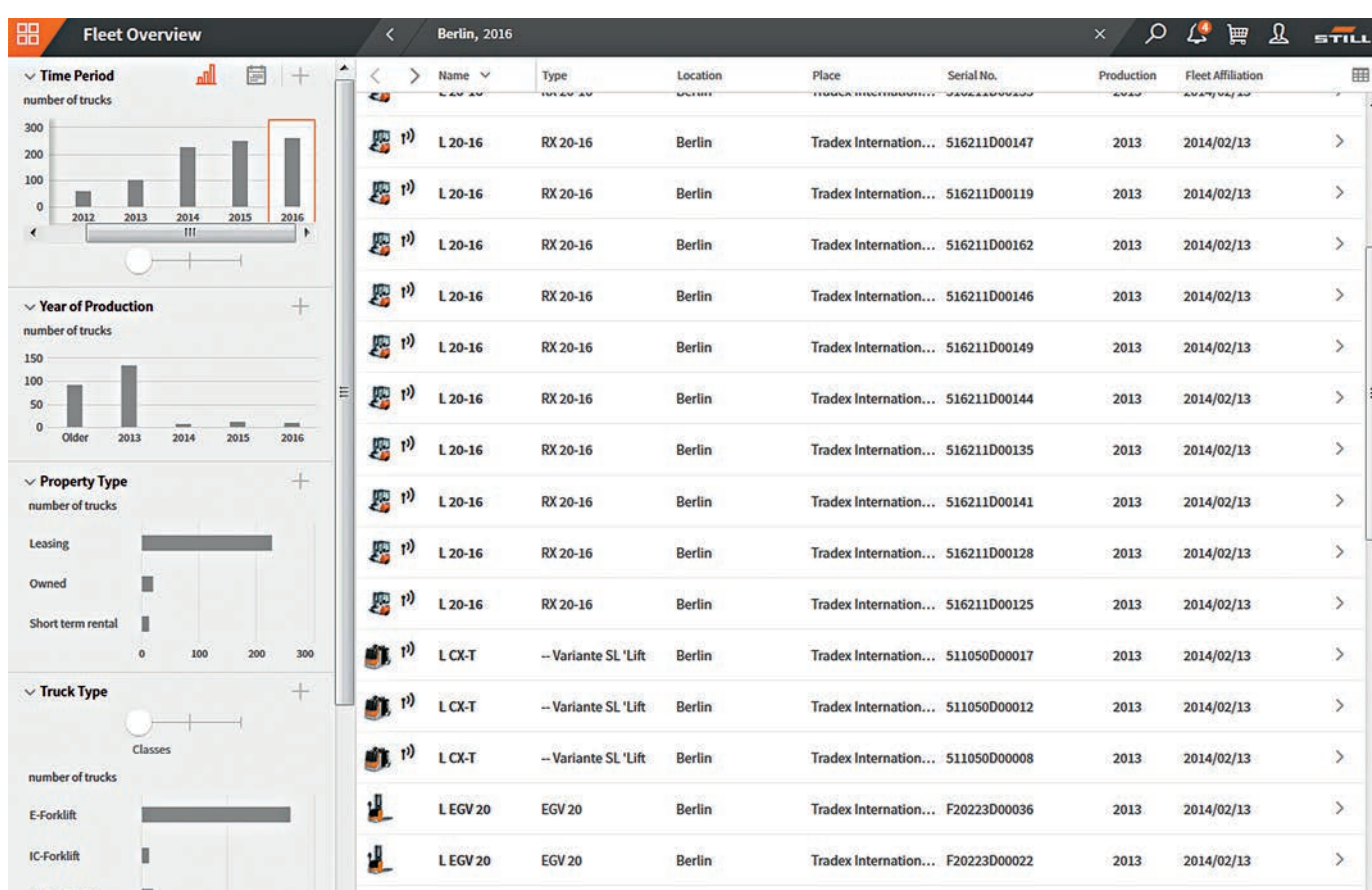 Fleet Overview
Berlin, 2016
4
STILL
Time Period
number of trucks
300
200
100
0
2012 2013 2014 2015 2016
Year of Production
number of trucks
150
100
50
0
Older 2013 2014 2015 2016
Property Type
number of trucks
Leasing
Owned
Short term rental
0 100 200 300
Truck Type
Classes
number of trucks
E-Forklift
IC-Forklift
Name Type Location Place Serial No. Production Fleet Affiliation
L 20-16 RX 20-16 Berlin Tradex Internation... 516211D00147 2013 2014/02/13
L 20-16 RX 20-16 Berlin Tradex Internation... 516211D00119 2013 2014/02/13
L 20-16 RX 20-16 Berlin Tradex Internation... 516211D00162 2013 2014/02/13
L 20-16 RX 20-16 Berlin Tradex Internation... 516211D00146 2013 2014/02/13
L 20-16 RX 20-16 Berlin Tradex Internation... 516211D00149 2013 2014/02/13
L 20-16 RX 20-16 Berlin Tradex Internation... 516211D00144 2013 2014/02/13
L 20-16 RX 20-16 Berlin Tradex Internation... 516211D00135 2013 2014/02/13
L 20-16 RX 20-16 Berlin Tradex Internation... 516211D00141 2013 2014/02/13
L 20-16 RX 20-16 Berlin Tradex Internation... 516211D00128 2013 2014/02/13
L 20-16 RX 20-16 Berlin Tradex Internation... 516211D00125 2013 2014/02/13
L CX-T -- Variante SL 'Lift Berlin Tradex Internation... 511050D00017 2013 2014/02/13
L CX-T -- Variante SL 'Lift Berlin Tradex Internation... 511050D00012 2013 2014/02/13
L CX-T -- Variante SL 'Lift Berlin Tradex Internation... 511050D00008 2013 2014/02/13
L EGV 20 EGV 20 Berlin Tradex Internation... F20223D00036 2013 2014/02/13
L EGV 20 EGV 20 Berlin Tradex Internation... F20223D00022 2013 2014/02/13